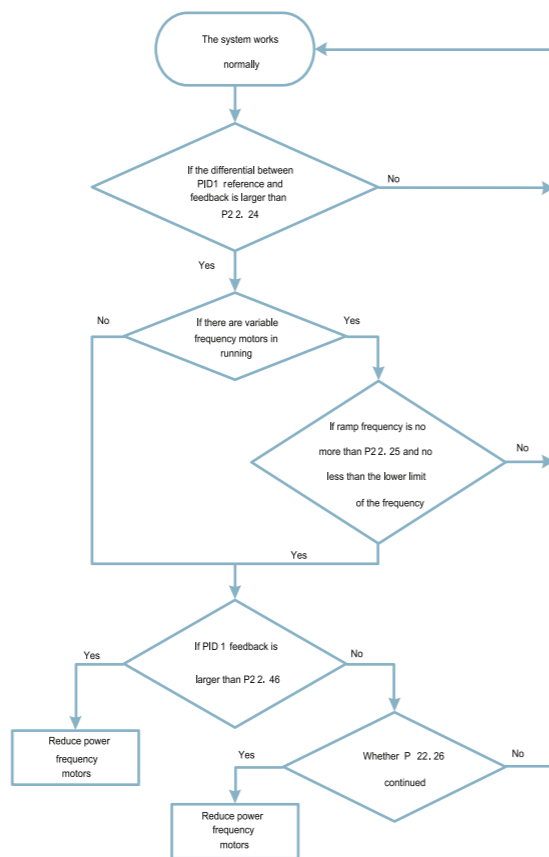 The system works
normally
If the differential between
PID1 reference and
feedback is larger than
P2 2. 24
No
Yes
No
If there are variable
frequency motors in
running
Yes
If ramp frequency is no
more than P2 2. 25 and no
less than the lower limit
of the frequency
No
Yes
Yes
If PID 1 feedback is
larger than P2 2. 46
No
Reduce power
frequency
motors
Yes
Whether P 22. 26
continued
No
Reduce power
frequency
motors